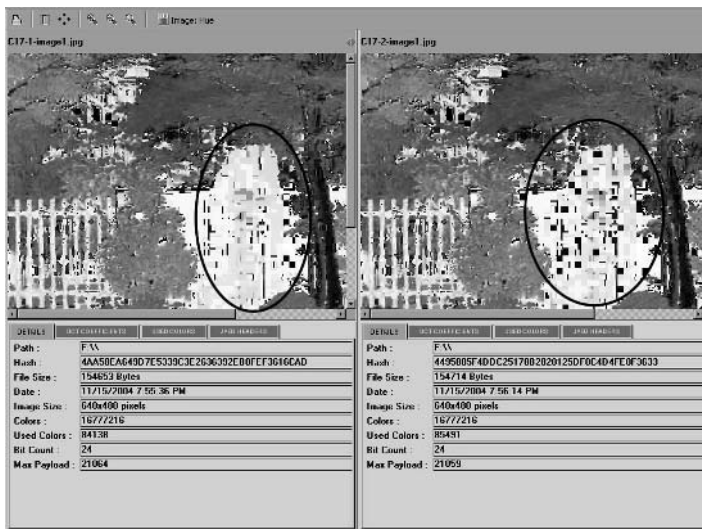 Image: Hue
C17-1-image1.jpg
C17-2-image1.jpg
DETAILS DCT COEFFICIENTS USED COLORS JPEG HEADERS
Path : F:\\
Hash :
File Size : 154653 Bytes
Date : 11/15/2004 7:55:36 PM
Image Size : 640x480 pixels
Colors : 16777216
Used Colors : 84138
Bit Count : 24
Max Payload : 21064
DETAILS DCT COEFFICIENTS USED COLORS JPEG HEADERS
Path : F:\\
Hash :
File Size : 154714 Bytes
Date : 11/15/2004 7:56:14 PM
Image Size : 640x480 pixels
Colors : 16777216
Used Colors : 85491
Bit Count : 24
Max Payload : 21059